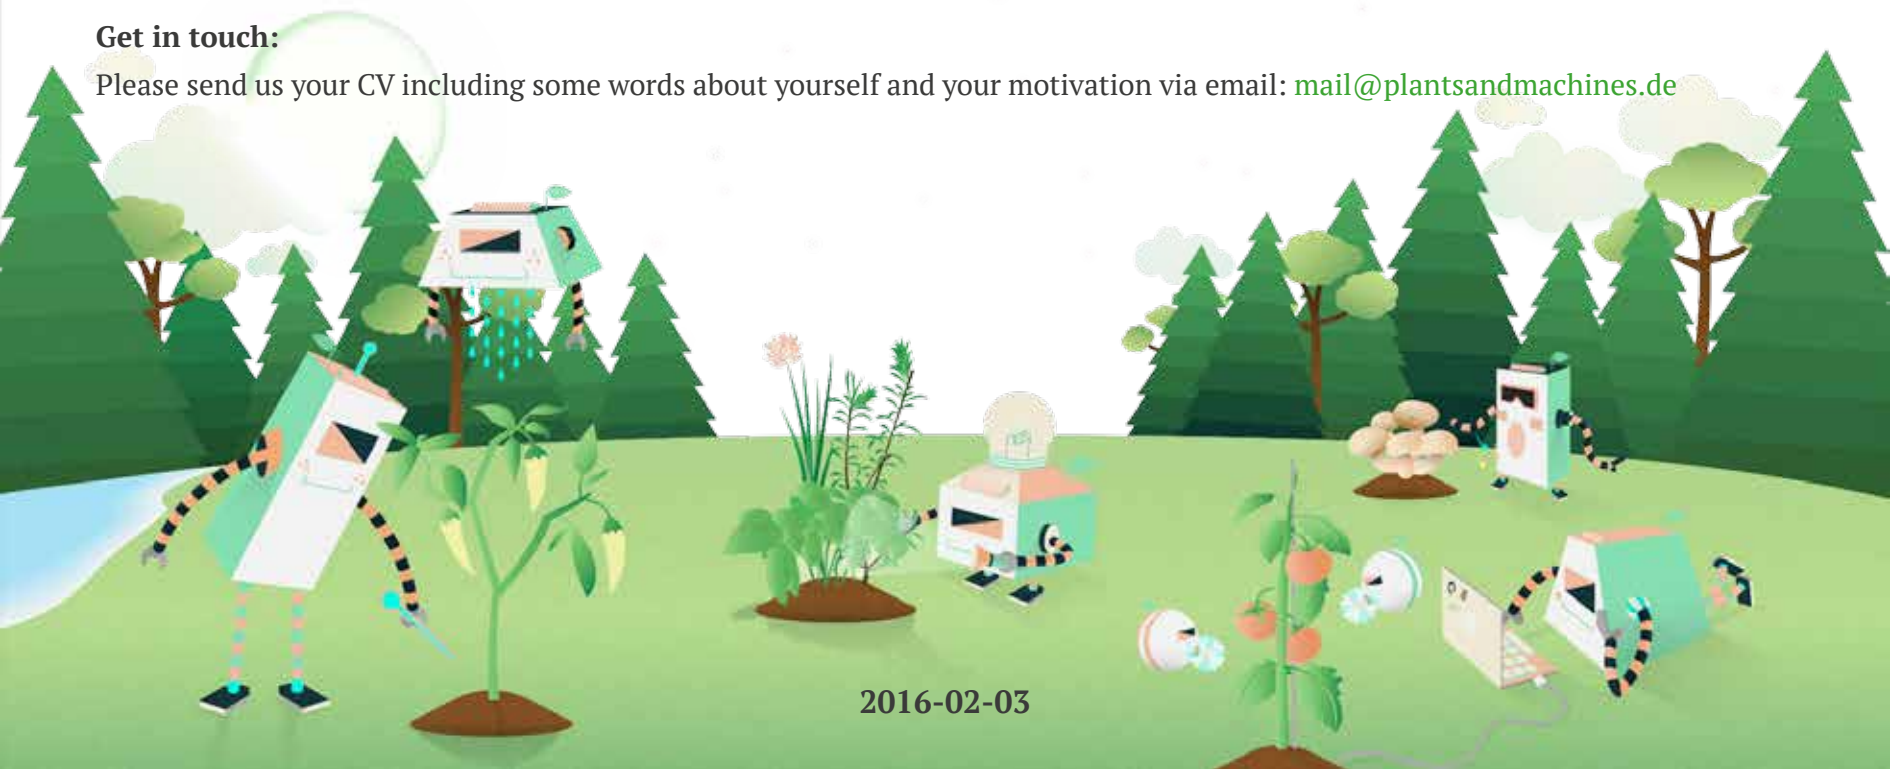 Get in touch:
Please send us your CV including some words about yourself and your motivation via email: mail@plantsandmachines.de
2016-02-03